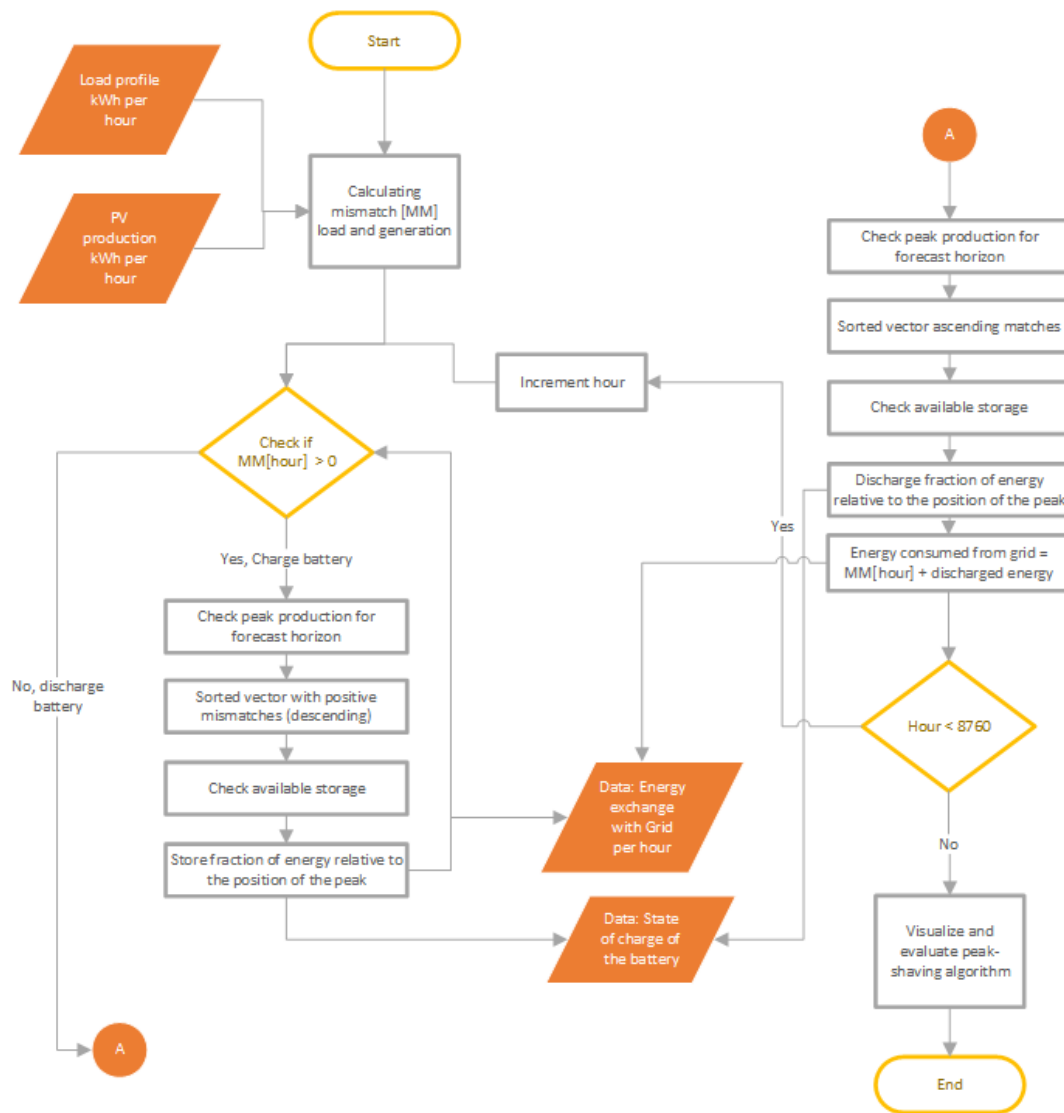 Start
Load profile
kWh per
hour
PV
production
kWh per
hour
Calculating
mismatch [MM]
load and generation
Increment hour
Check if
MM[hour] > 0
Yes, Charge battery
No, discharge
battery
Check peak production for
forecast horizon
Sorted vector with positive
mismatches (descending)
Check available storage
Store fraction of energy relative to
the position of the peak
A
Data: Energy
exchange
with Grid
per hour
Data: State
of charge of
the battery
A
Check peak production for
forecast horizon
Sorted vector ascending matches
Check available storage
Discharge fraction of energy
relative to the position of the peak
Energy consumed from grid =
MM[hour] + discharged energy
Yes
Hour < 8760
No
Visualize and
evaluate peak-
shaving algorithm
End